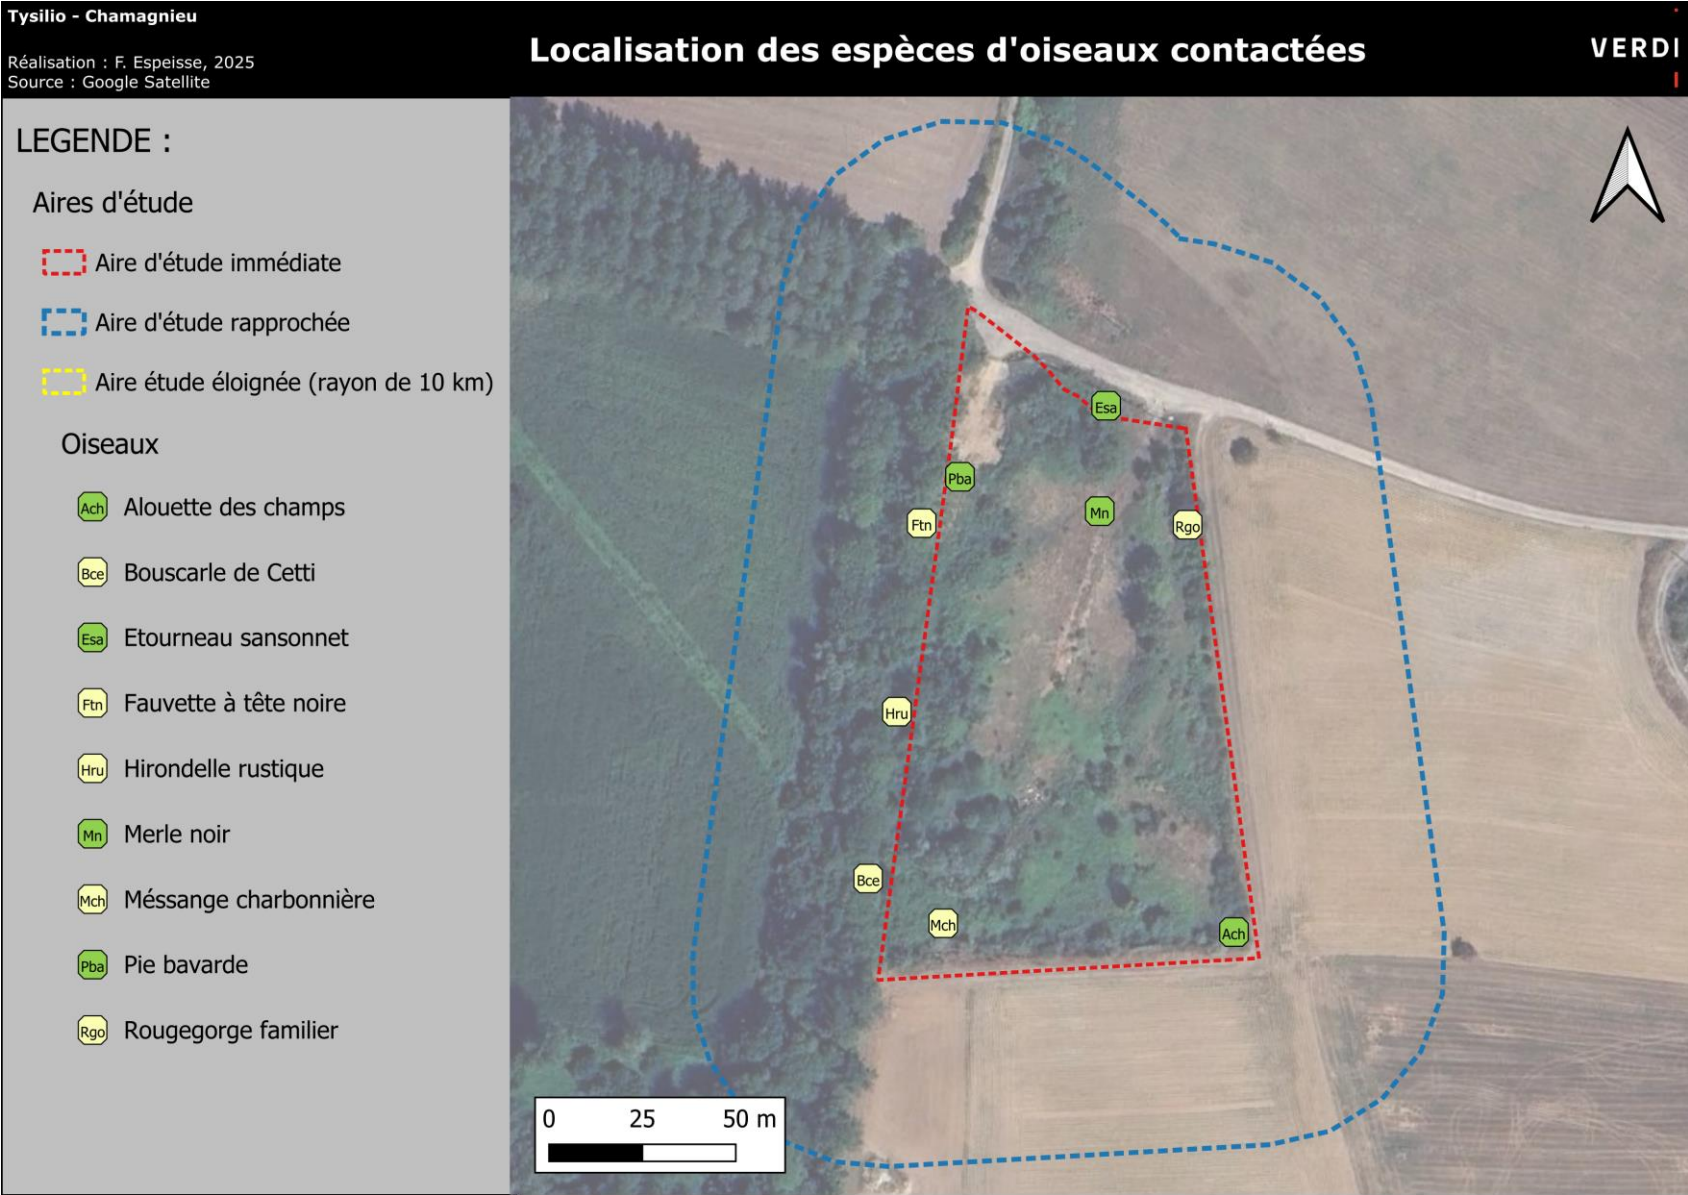 Tysilio - Chamagnieu
Réalisation : F. Espeisse, 2025
Source : Google Satellite
Localisation des espèces d'oiseaux contactées
VERDI
LEGENDE :
Aires d'étude
Aire d'étude immédiate
Aire d'étude rapprochée
Aire étude éloignée (rayon de 10 km)
Oiseaux
Ach Alouette des champs
Bce Bouscarle de Cetti
Esa Etourneau sansonnet
Ftn Fauvette à tête noire
Hru Hirondelle rustique
Mn Merle noir
Mch Méssange charbonnière
Pba Pie bavarde
Rgo Rougegorge familier
Esa
Pba
Mn
Ftn
Rgo
Hru
Bce
Mch
Ach
0 25 50 m